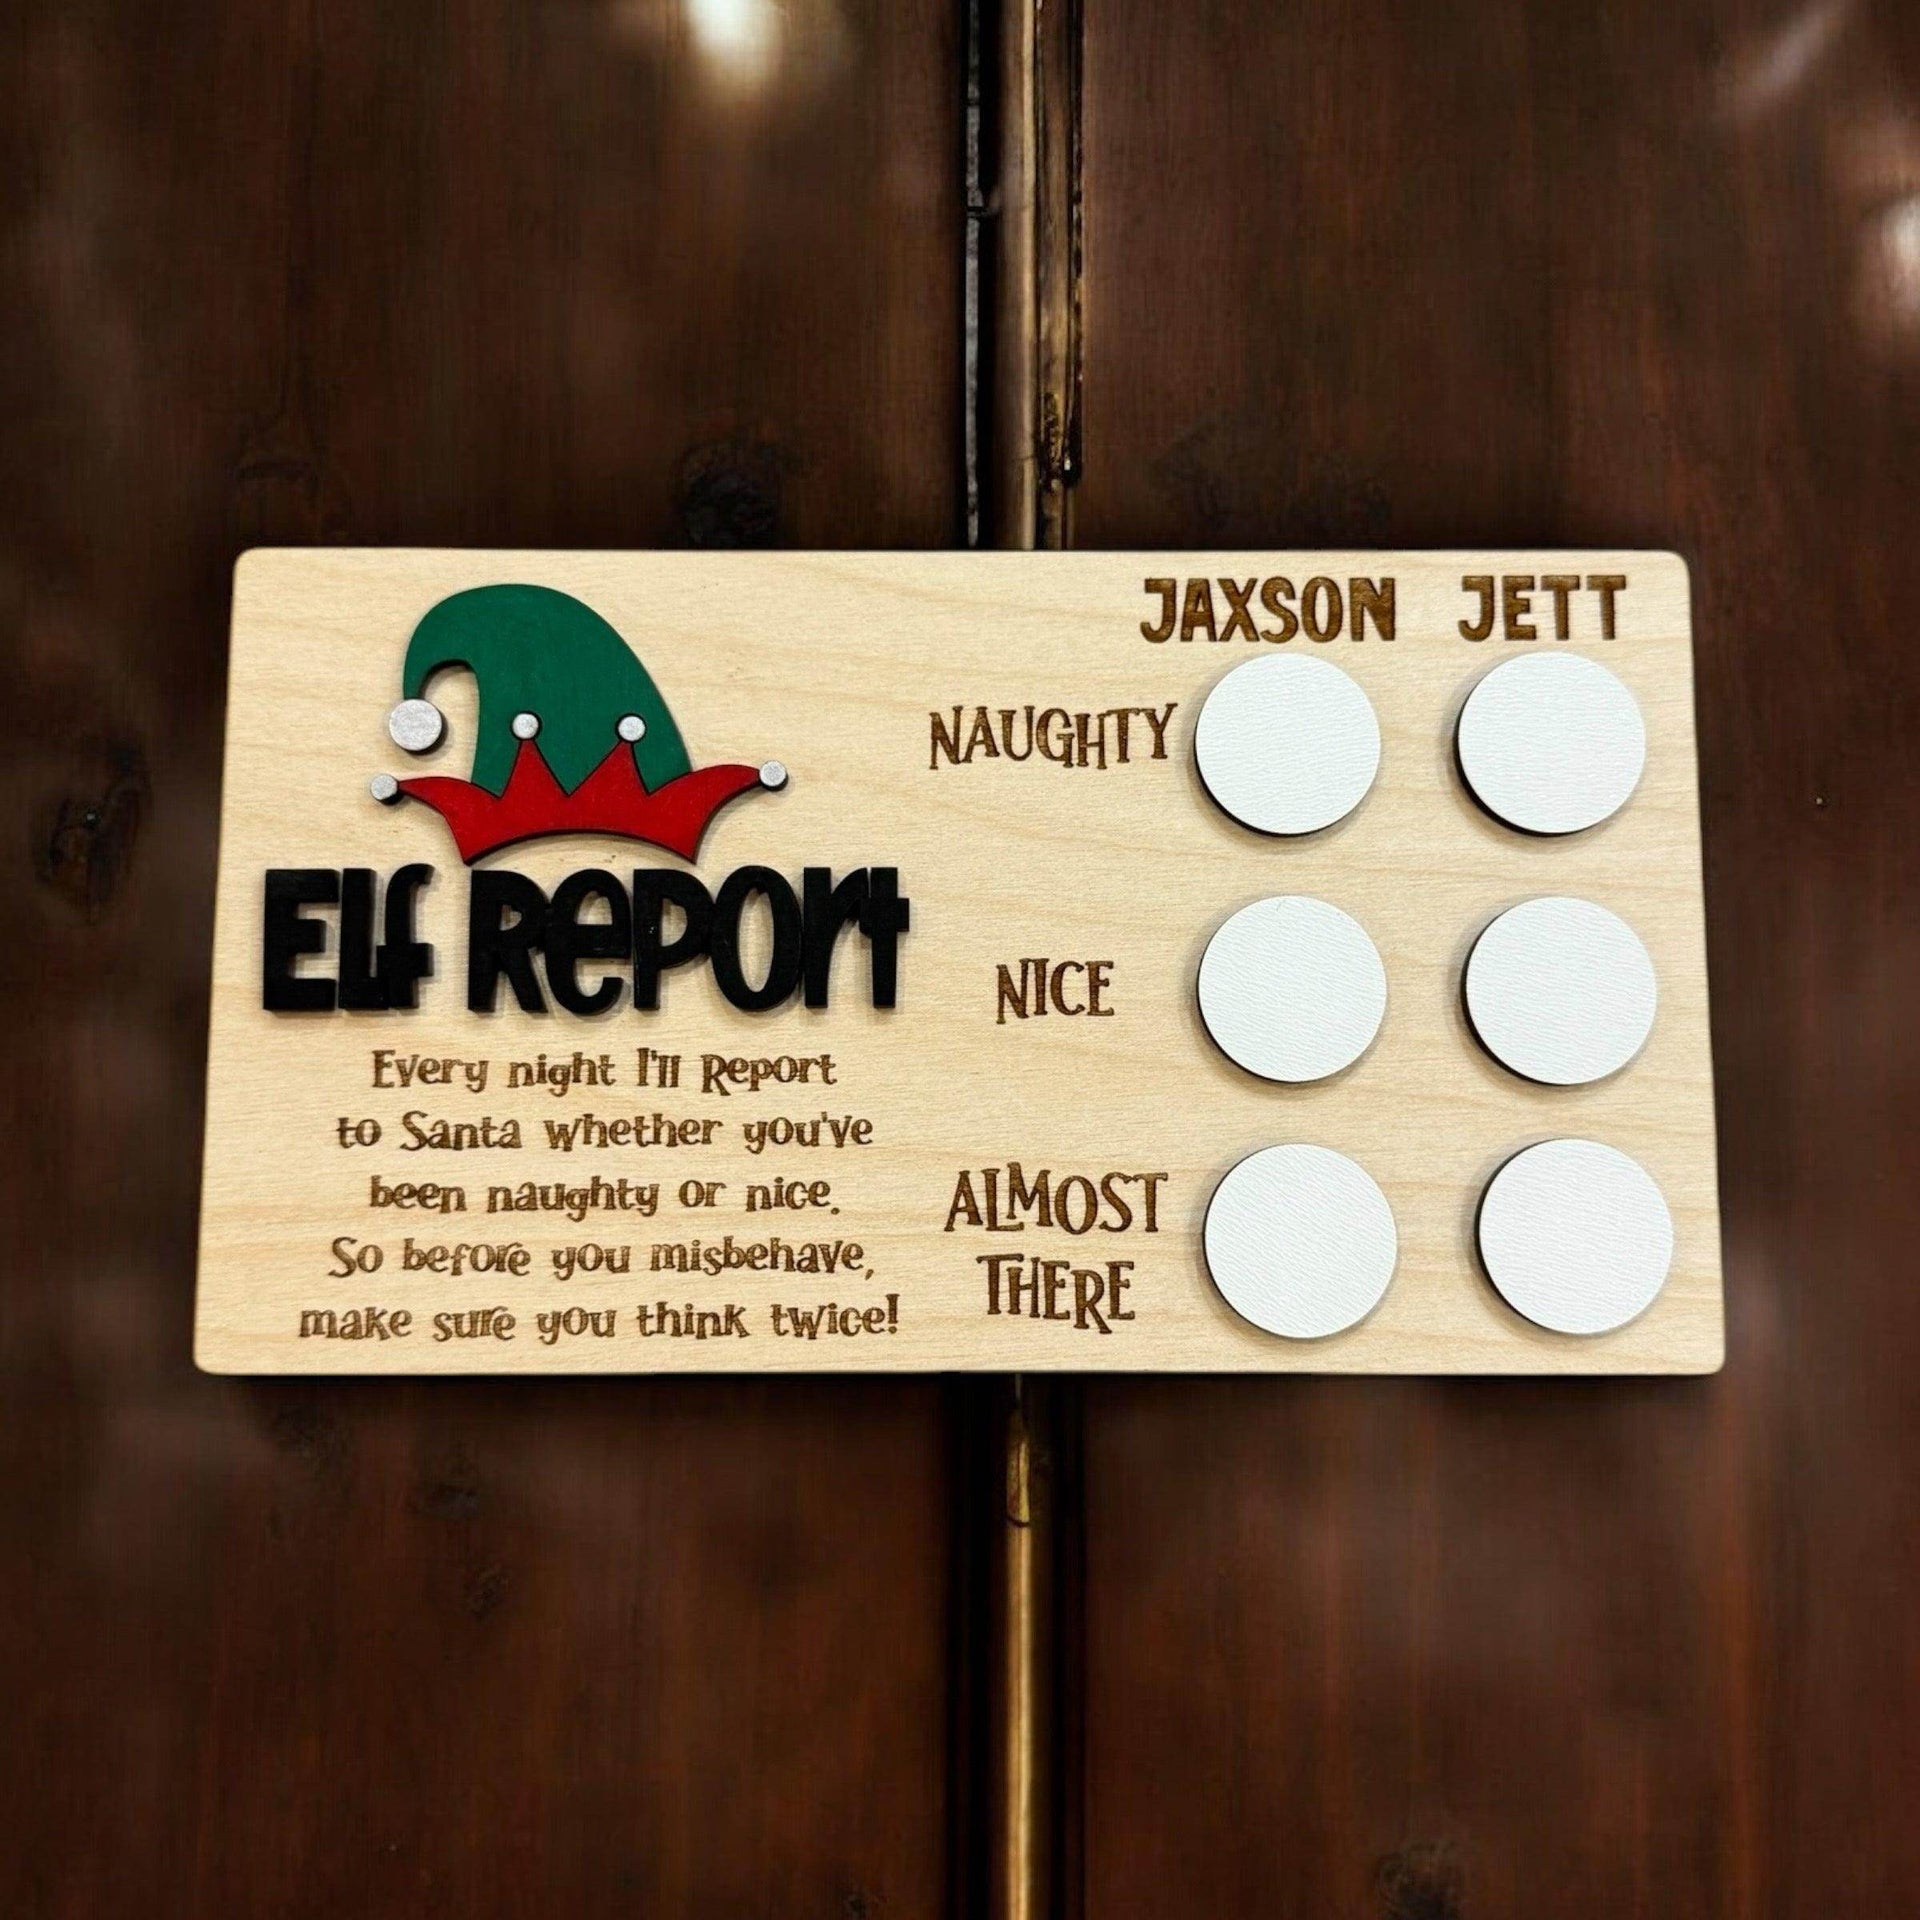 Elf Report
Every night I'll Report
to Santa whether you've
been naughty or nice.
So before you misbehave,
make sure you think twice!
JAXSON JETT
NAUGHTY
NICE
ALMOST
THERE